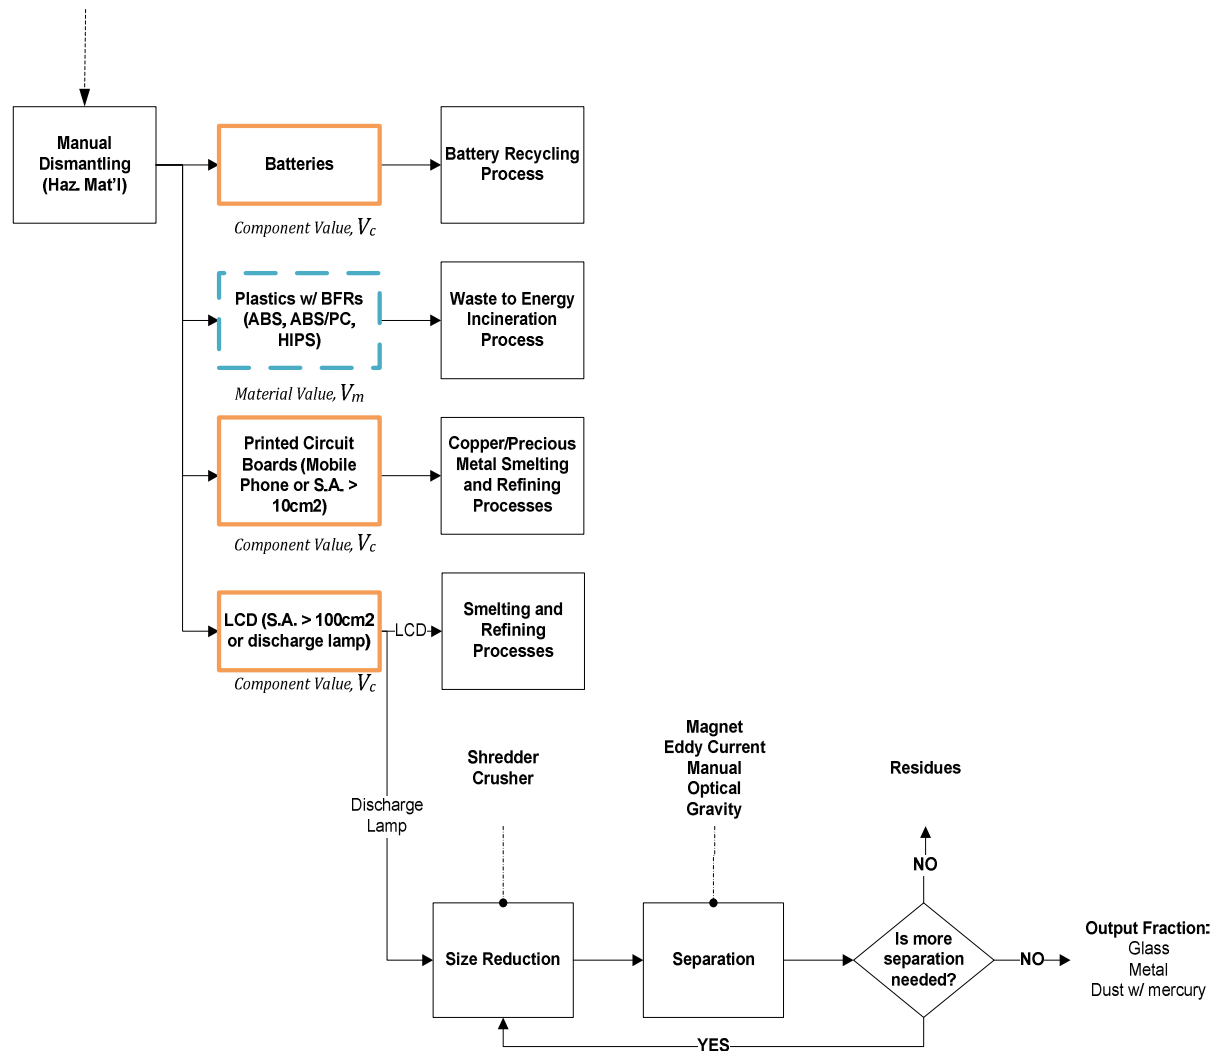 Manual
Dismantling
(Haz. Mat'l)
Batteries
Battery Recycling
Process
Component Value, Vc
Plastics w/ BFRs
(ABS, ABS/PC,
HIPS)
Waste to Energy
Incineration
Process
Material Value, Vm
Printed Circuit
Boards (Mobile
Phone or S.A. >
10cm2)
Copper/Precious
Metal Smelting
and Refining
Processes
Component Value, Vc
LCD (S.A. > 100cm2
or discharge lamp)
LCD
Smelting and
Refining
Processes
Component Value, Vc
Discharge
Lamp
Shredder
Crusher
Magnet
Eddy Current
Manual
Optical
Gravity
Residues
NO
Size Reduction
Separation
Is more
separation
needed?
NO
Output Fraction:
Glass
Metal
Dust w/ mercury
YES